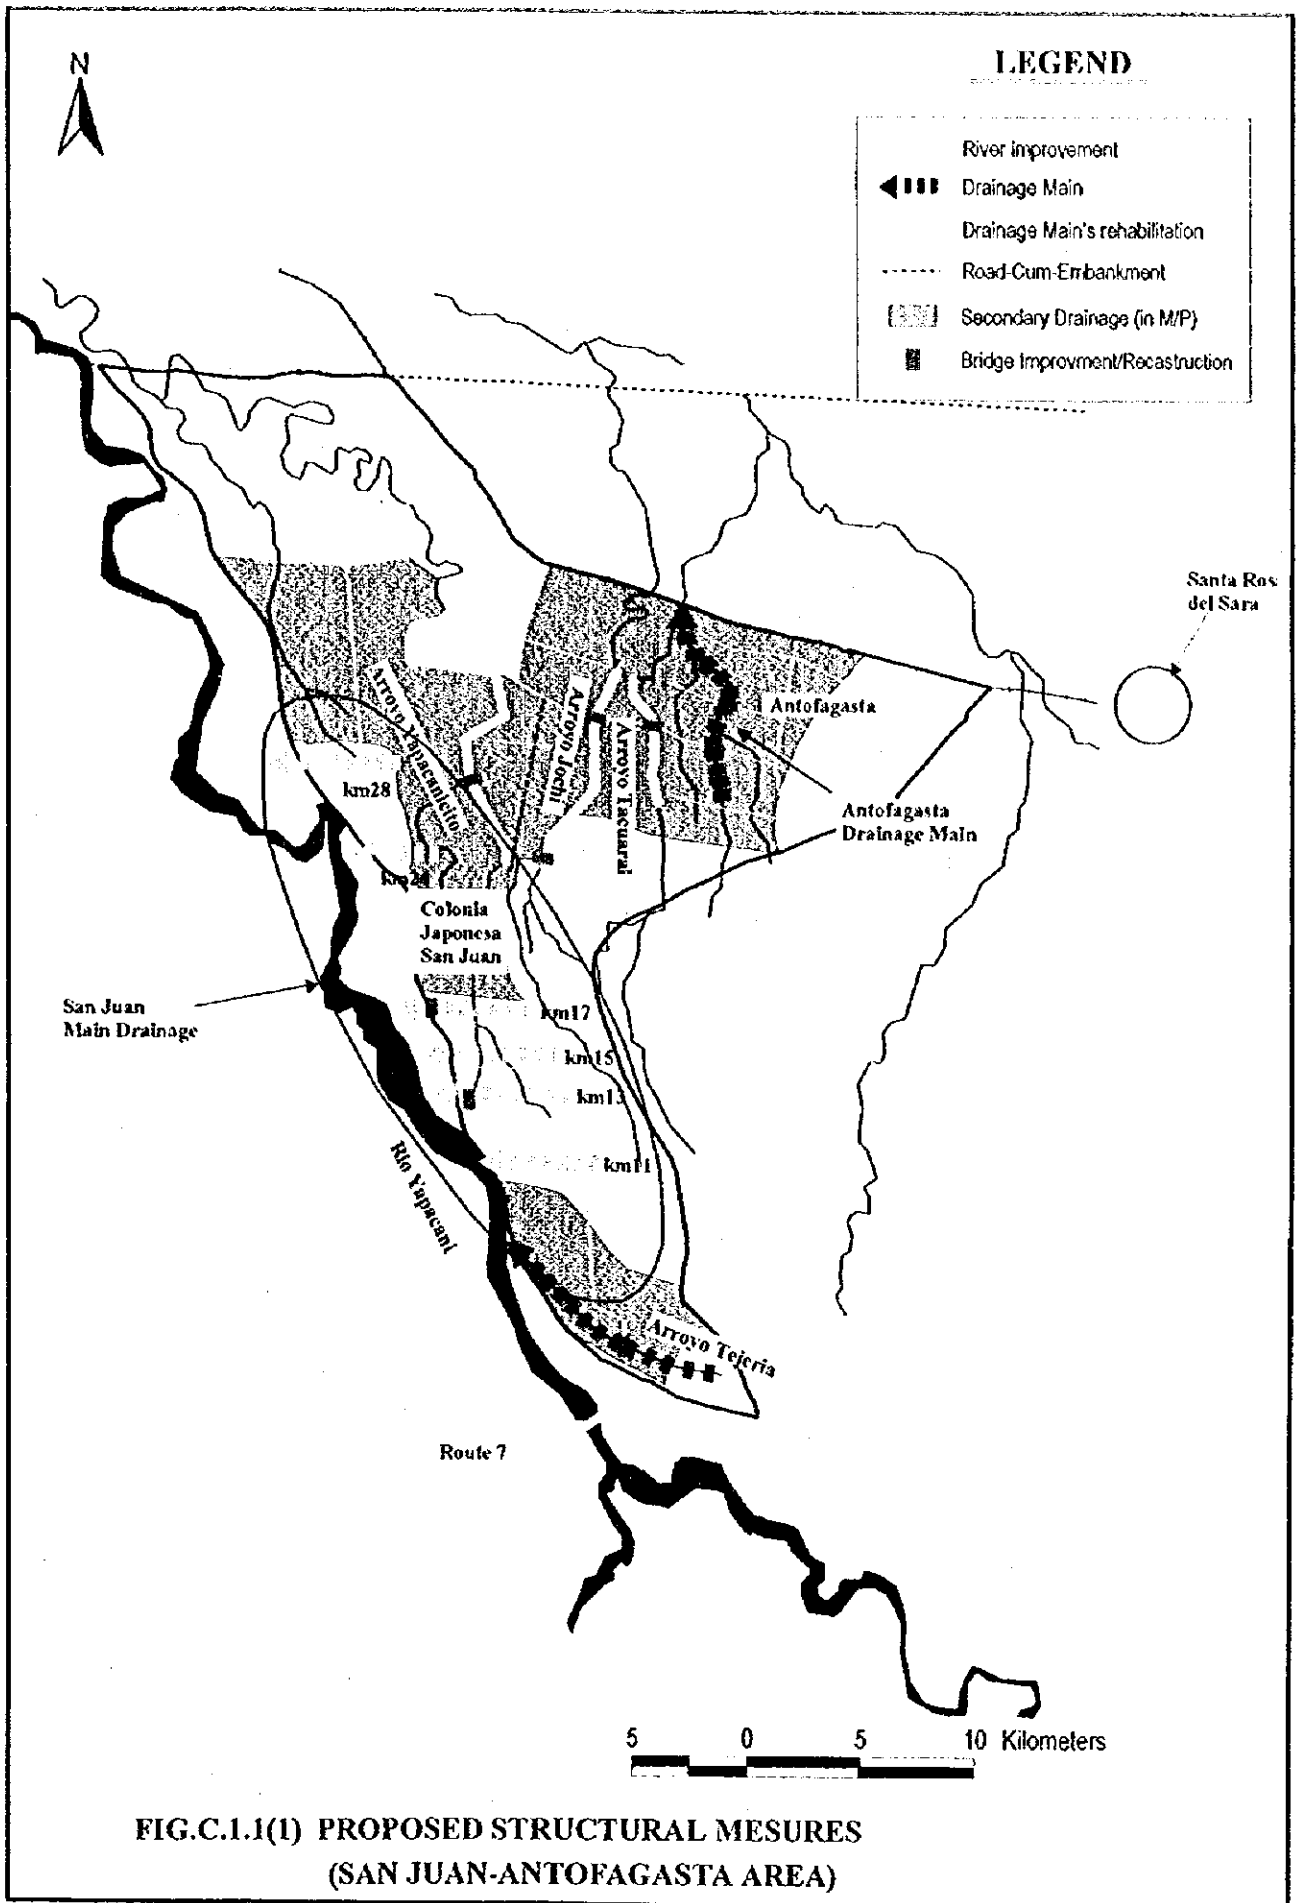 N
LEGEND
River Improvement
Drainage Main
Drainage Main's rehabilitation
Road-Cum-Embankment
Secondary Drainage (in M/P)
Bridge Improvment/Recastruction
Santa Ros
del Sara
Antofagasta
Arroyo Yapacanicito
Arroyo Jochi
Arroyo Tacuaral
km28
Antofagasta
Drainage Main
Colonia
Japonesa
San Juan
San Juan
Main Drainage
km17
km15
km13
km11
Rio Yapacani
Arroyo Tejeria
Route 7
5 0 5 10 Kilometers
FIG.C.1.1(1) PROPOSED STRUCTURAL MESURES
(SAN JUAN-ANTOFAGASTA AREA)